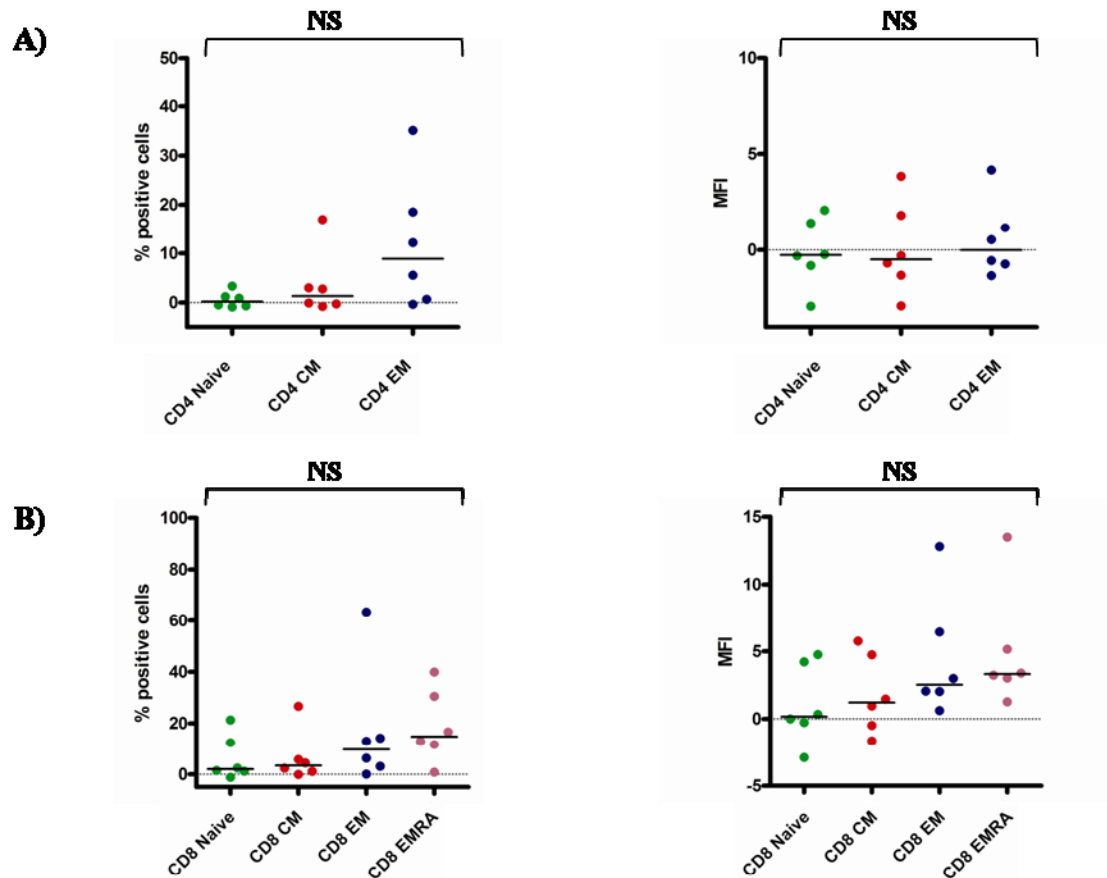 A)
NS
50
40
30
20
10
0
% positive cells
CD4 Naive
CD4 CM
CD4 EM
NS
10
5
0
MFI
CD4 Naive
CD4 CM
CD4 EM
B)
NS
100
80
60
40
20
0
% positive cells
CD8 Naive
CD8 CM
CD8 EM
CD8 EMRA
NS
15
10
5
0
-5
MFI
CD8 Naive
CD8 CM
CD8 EM
CD8 EMRA